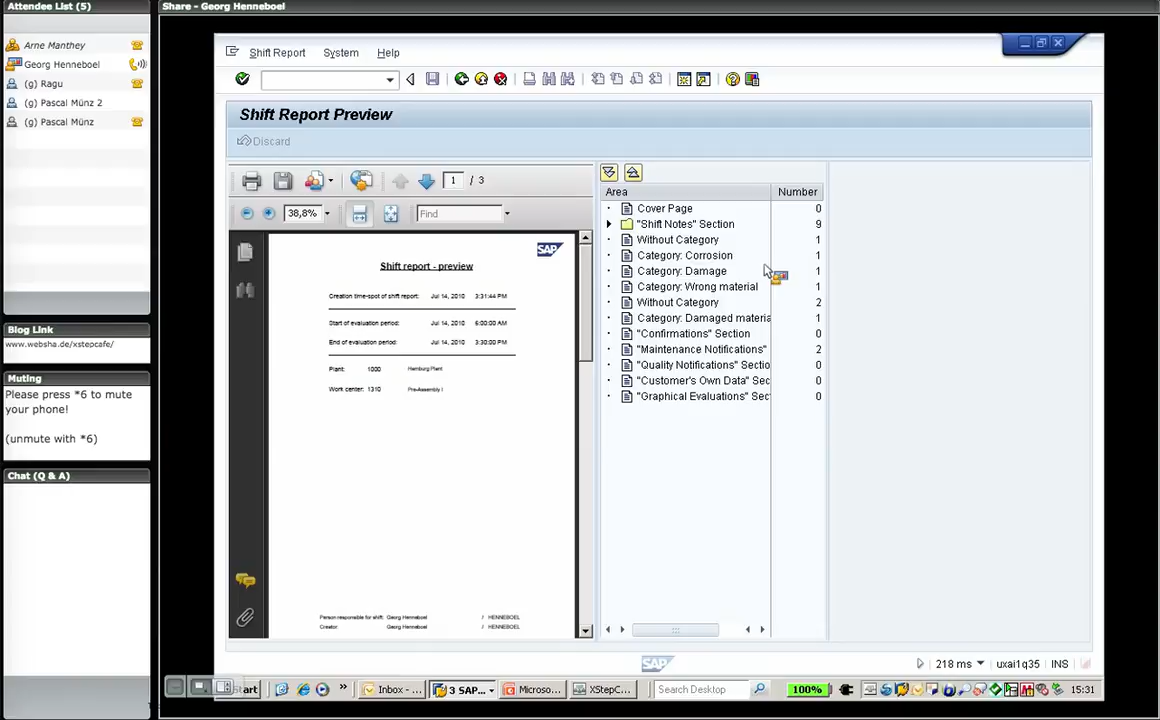 Attendee List (5)
Arne Manthey
Georg Henneboel
(g) Ragu
(g) Pascal Münz 2
(g) Pascal Münz
Blog Link
www.websha.de/xstepcafe/
Muting
Please press *6 to mute
your phone!
(unmute with *6)
Chat (Q & A)
Share - Georg Henneboel
Shift Report System Help
Shift Report Preview
Discard
1 / 3
38,8% Find
SAP
Shift report - preview
Creation time-spot of shift report: Jul 14, 2010 3:31:44 PM
Start of evaluation period: Jul 14, 2010 6:00:00 AM
End of evaluation period: Jul 14, 2010 3:30:00 PM
Plant: 1000 Hamburg Plant
Work center: 1310 Pre-Assembly I
Person responsible for shift: Georg Henneboel / HENNEBOEL
Creator: Georg Henneboel / HENNEBOEL
Area Number
Cover Page 0
"Shift Notes" Section 9
Without Category 1
Category: Corrosion 1
Category: Damage 1
Category: Wrong material 1
Without Category 2
Category: Damaged materia 1
"Confirmations" Section 0
"Maintenance Notifications" 2
"Quality Notifications" Sectio 0
"Customer's Own Data" Sec 0
"Graphical Evaluations" Sec 0
SAP
218 ms uxai1q35 INS
tart Inbox - ... 3 SAP... Microso... XStepC... Search Desktop 100% 15:31